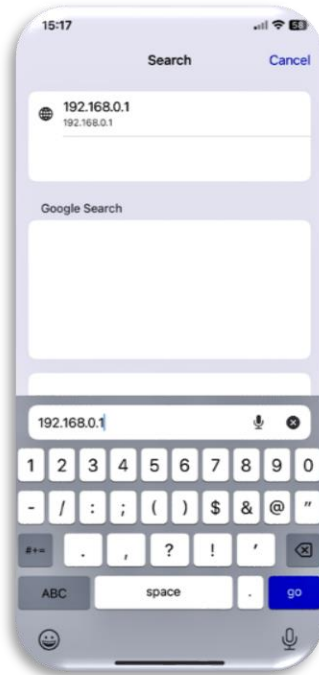 15:17
58
Search
Cancel
192.168.0.1
192.168.0.1
Google Search
192.168.0.1
1 2 3 4 5 6 7 8 9 0
- / : ; ( ) $ & @ "
#+= . , ? ! ' 
ABC space . go